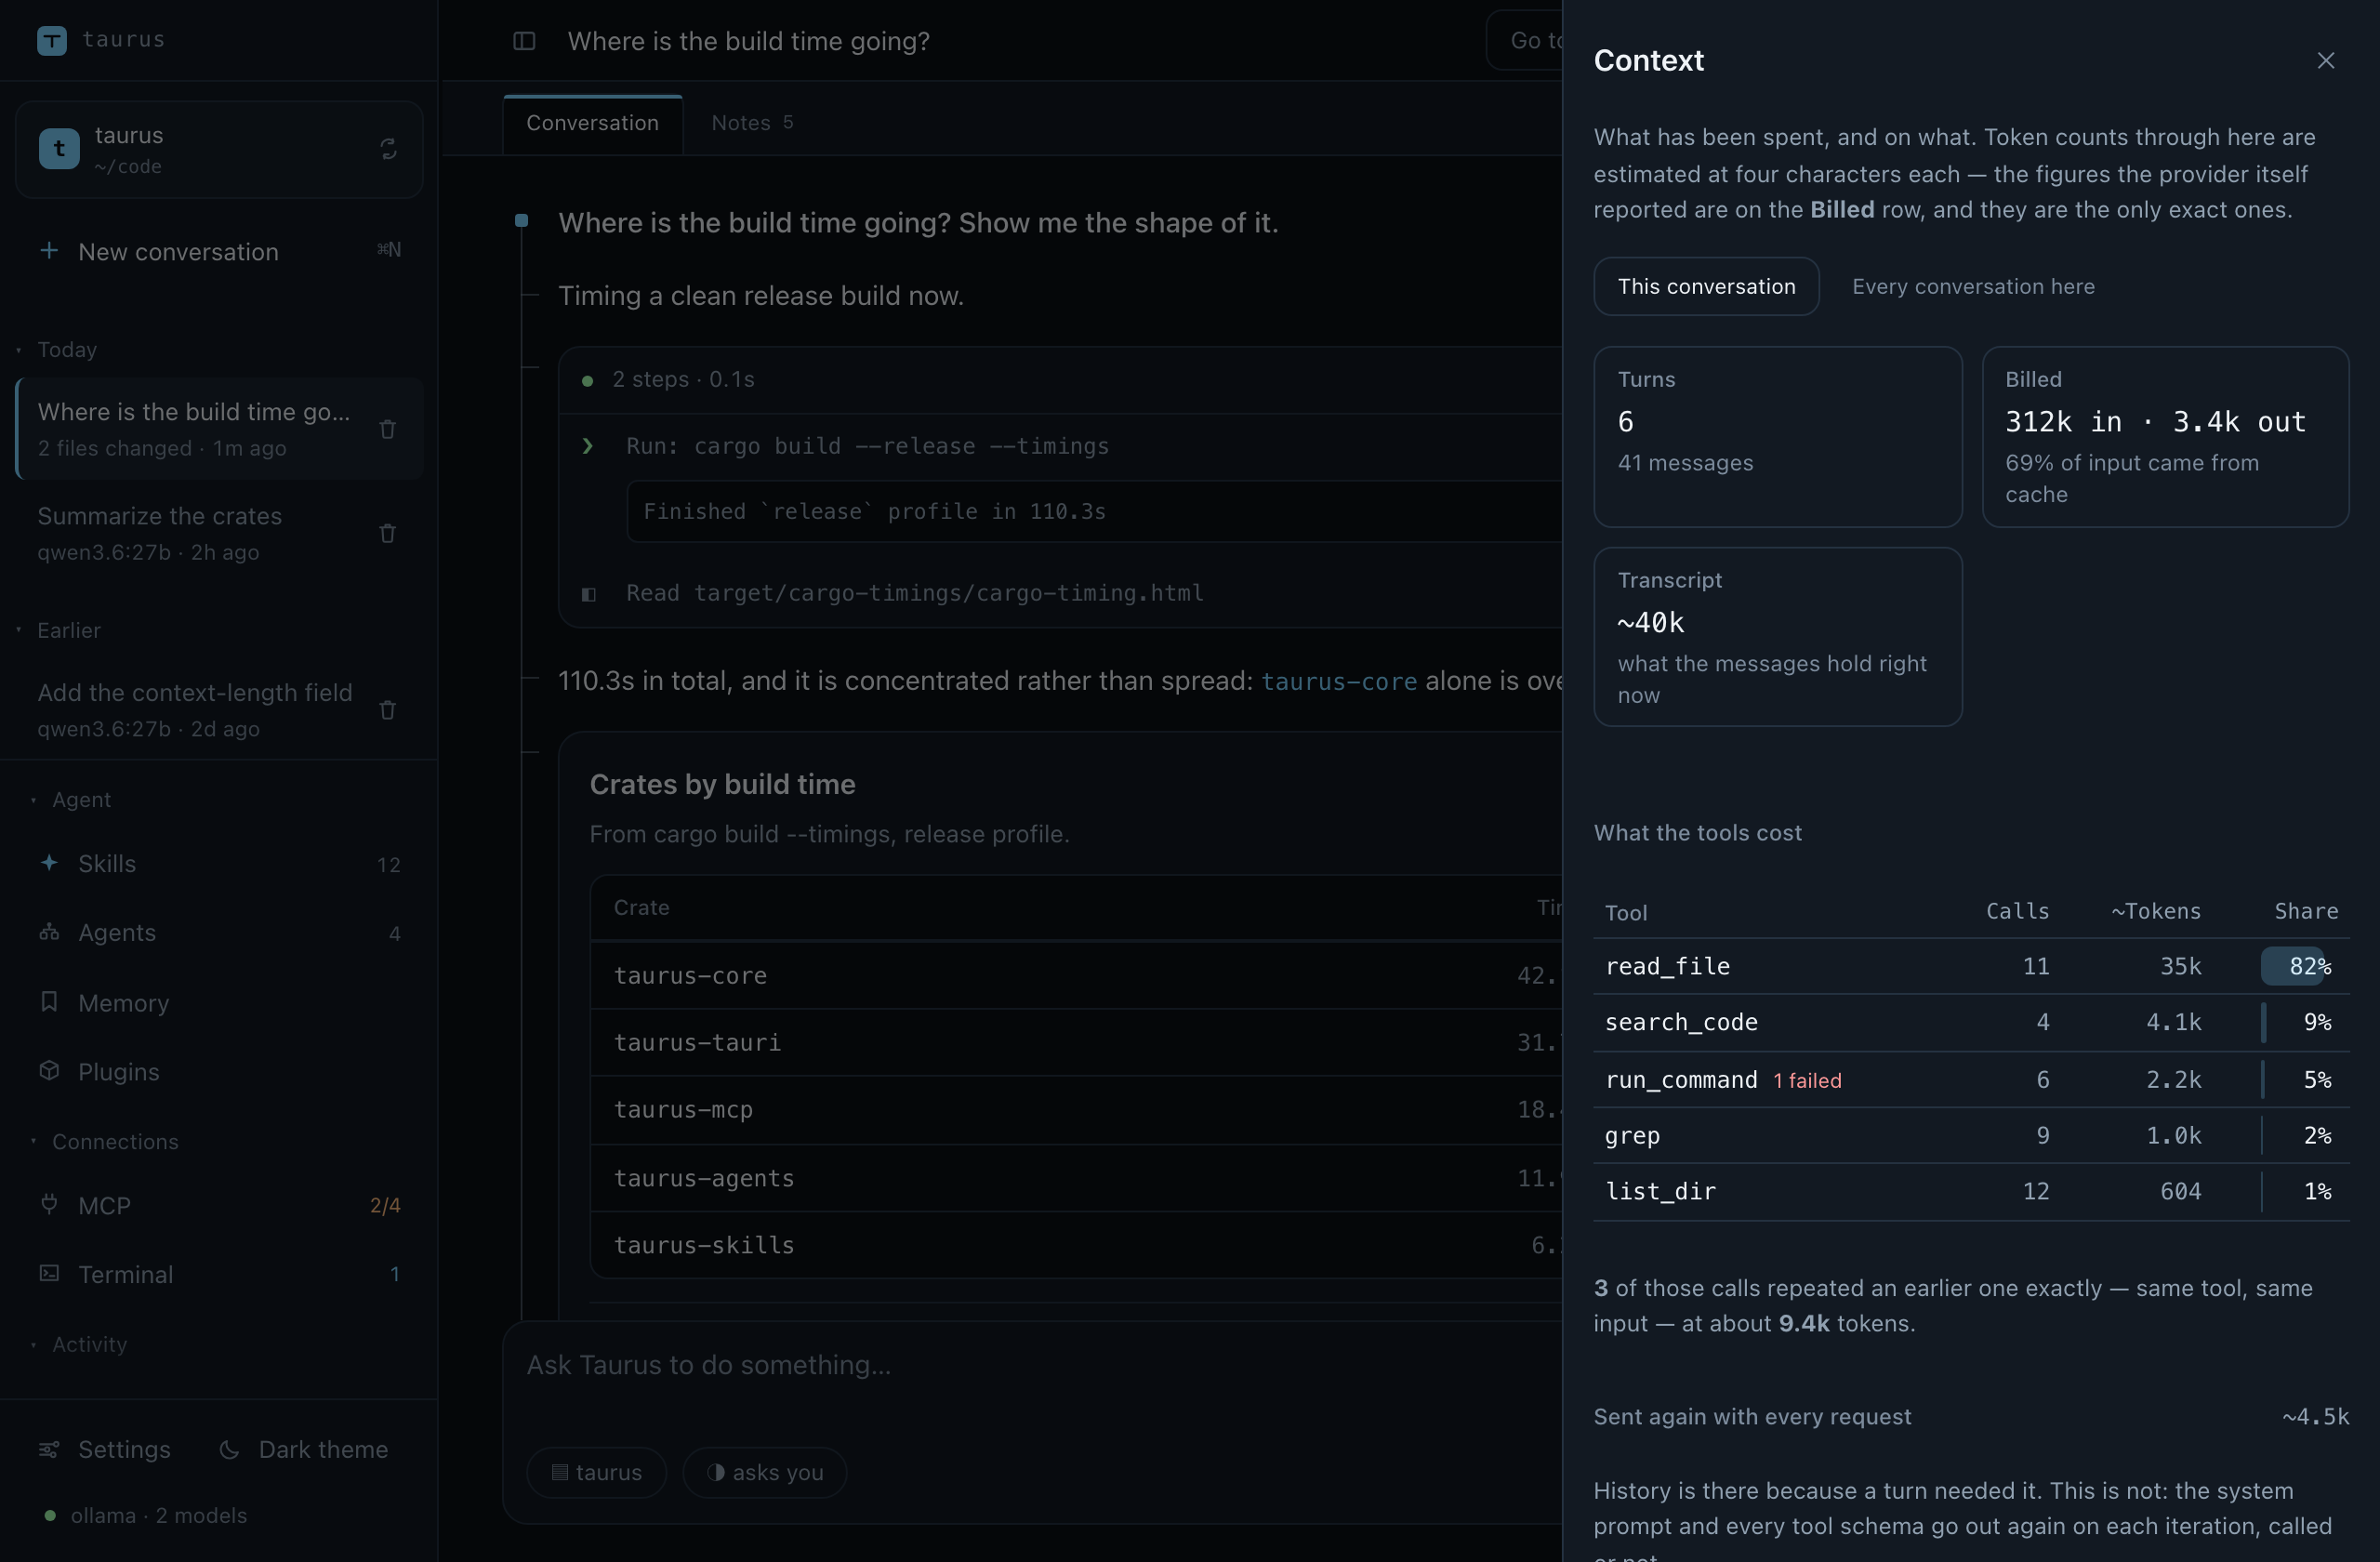 taurus
t
taurus
~/code
New conversation ⌘N
Today
Where is the build time go...
2 files changed · 1m ago
Summarize the crates
qwen3.6:27b · 2h ago
Earlier
Add the context-length field
qwen3.6:27b · 2d ago
Agent
Skills 12
Agents 4
Memory
Plugins
Connections
MCP 2/4
Terminal 1
Activity
Settings Dark theme
ollama · 2 models
Where is the build time going?
Conversation Notes 5
Where is the build time going? Show me the shape of it.
Timing a clean release build now.
2 steps · 0.1s
Run: cargo build --release --timings
Finished `release` profile in 110.3s
Read target/cargo-timings/cargo-timing.html
110.3s in total, and it is concentrated rather than spread: taurus-core alone is
Crates by build time
From cargo build --timings, release profile.
Crate
taurus-core 42.
taurus-tauri 31.
taurus-mcp 18.
taurus-agents 11.
taurus-skills 6.
Ask Taurus to do something...
taurus asks you
Go
Context
What has been spent, and on what. Token counts through here are
estimated at four characters each — the figures the provider itself
reported are on the Billed row, and they are the only exact ones.
This conversation Every conversation here
Turns
6
41 messages
Billed
312k in · 3.4k out
69% of input came from
cache
Transcript
~40k
what the messages hold right
now
What the tools cost
Tool Calls ~Tokens Share
read_file 11 35k 82%
search_code 4 4.1k 9%
run_command 1 failed 6 2.2k 5%
grep 9 1.0k 2%
list_dir 12 604 1%
3 of those calls repeated an earlier one exactly — same tool, same
input — at about 9.4k tokens.
Sent again with every request ~4.5k
History is there because a turn needed it. This is not: the system
prompt and every tool schema go out again on each iteration, called